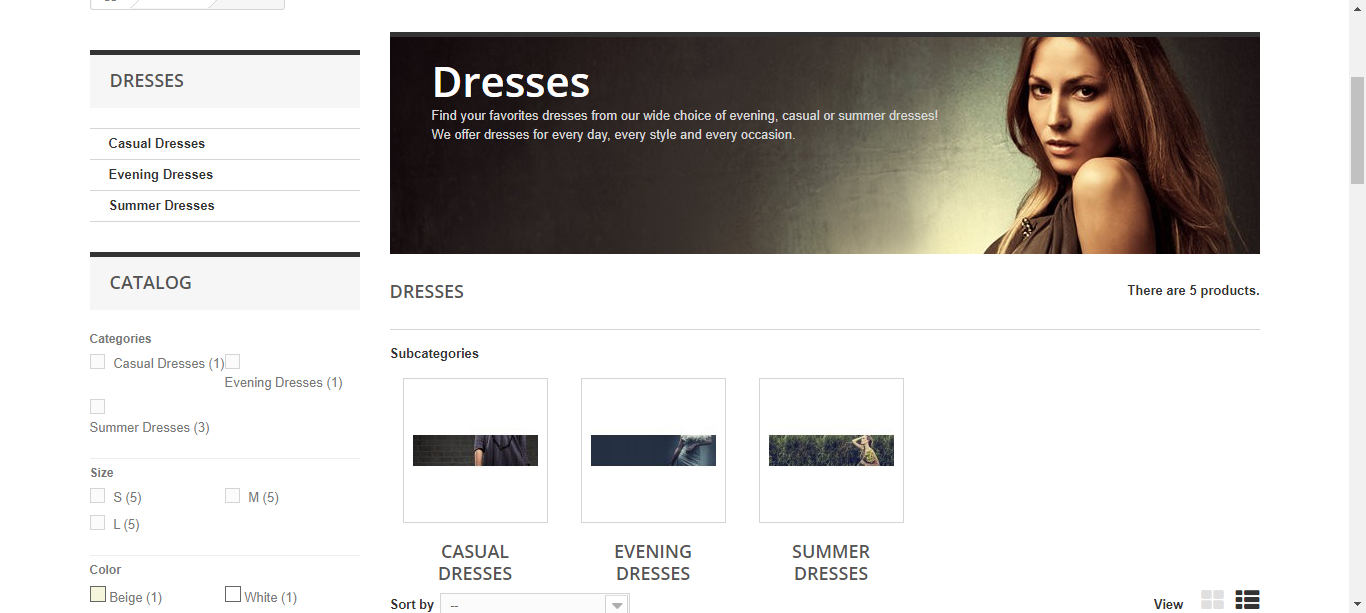 DRESSES
Casual Dresses
Evening Dresses
Summer Dresses
CATALOG
Categories
Casual Dresses (1)
Evening Dresses (1)
Summer Dresses (3)
Size
S (5)
M (5)
L (5)
Color
Beige (1)
White (1)
Dresses
Find your favorites dresses from our wide choice of evening, casual or summer dresses!
We offer dresses for every day, every style and every occasion.
DRESSES
There are 5 products.
Subcategories
CASUAL
DRESSES
EVENING
DRESSES
SUMMER
DRESSES
Sort by
--
View